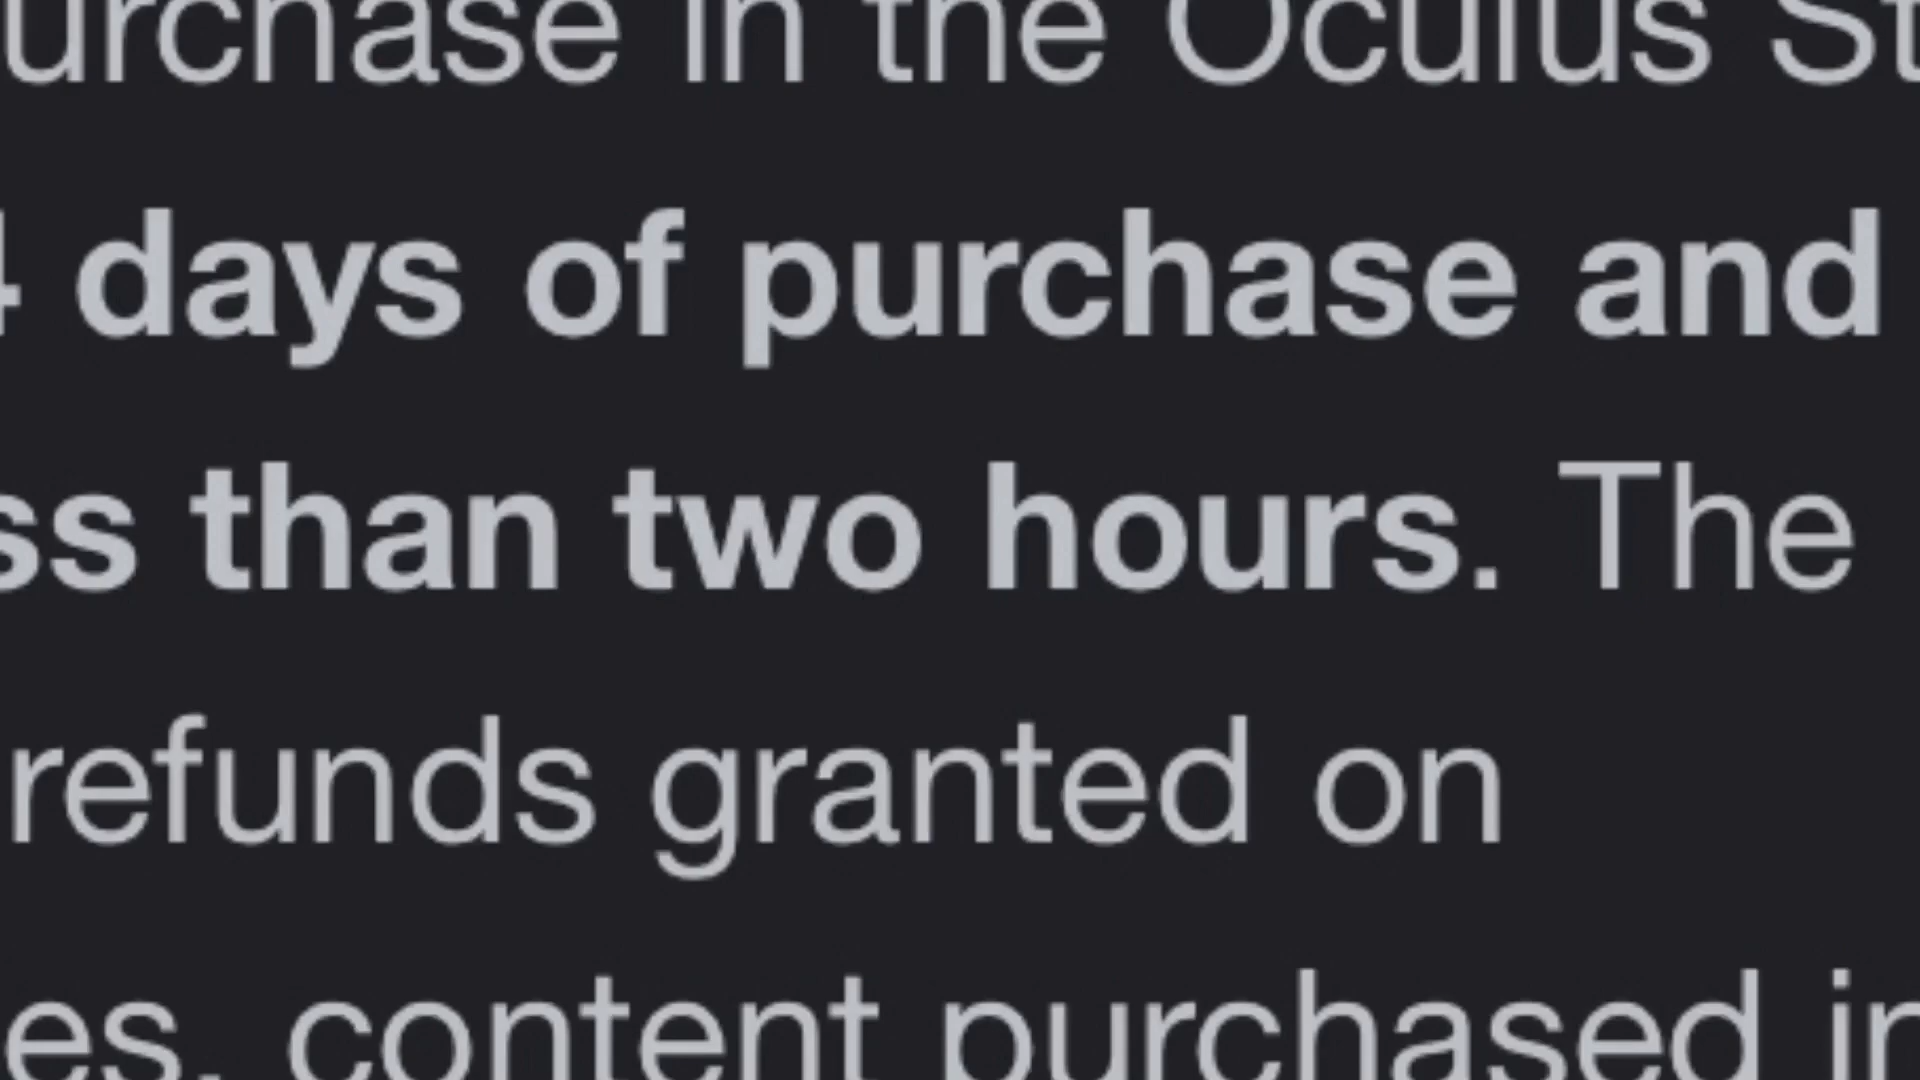 urchase in the Oculus St
4 days of purchase and
ss than two hours. The
refunds granted on
es, content purchased in